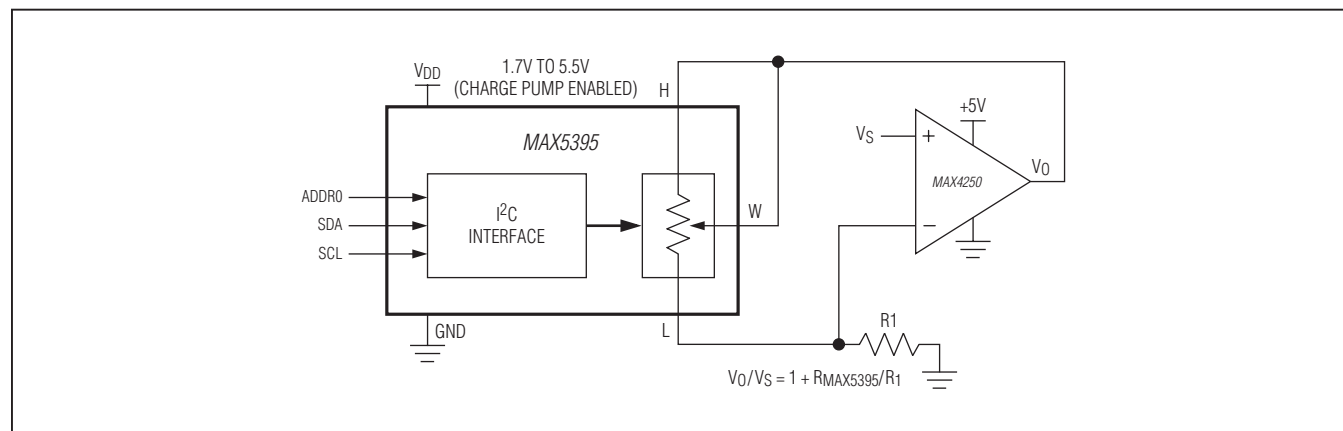 VDD
1.7V TO 5.5V
(CHARGE PUMP ENABLED)
H
MAX5395
ADDR0
SDA
SCL
I2C
INTERFACE
W
GND
L
+5V
VS
+
MAX4250
−
VO
R1
VO/VS = 1 + RMAX5395/R1